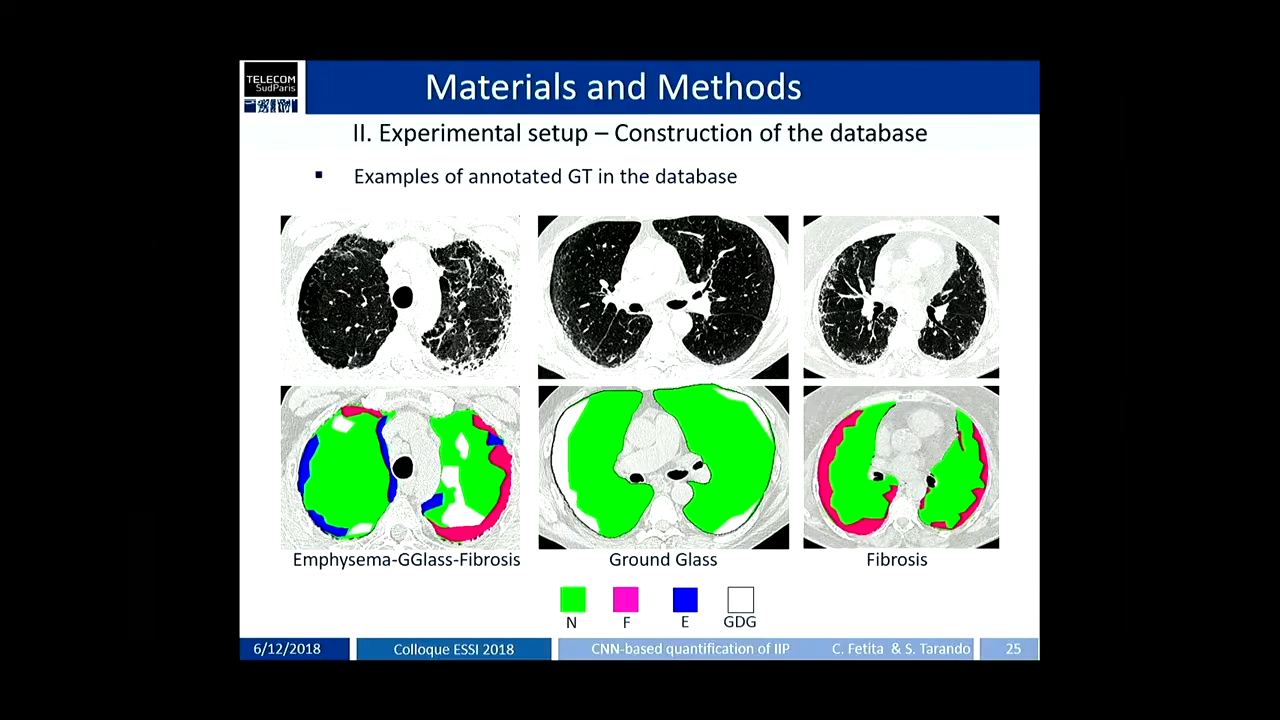 TELECOM
SudParis
Materials and Methods
II. Experimental setup – Construction of the database
▪ Examples of annotated GT in the database
Emphysema-GGlass-Fibrosis
Ground Glass
Fibrosis
N F E GDG
6/12/2018 Colloque ESSI 2018 CNN-based quantification of IIP C. Fetita & S. Tarando 25